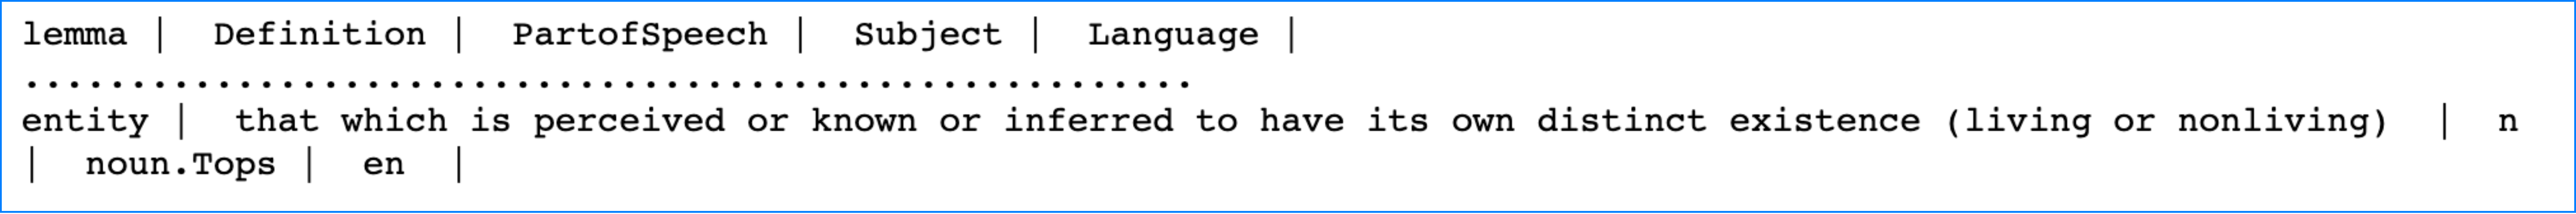 lemma |  Definition |  PartofSpeech |  Subject |  Language |
.......................................................
entity |  that which is perceived or known or inferred to have its own distinct existence (living or nonliving)  |  n
|  noun.Tops |  en  |